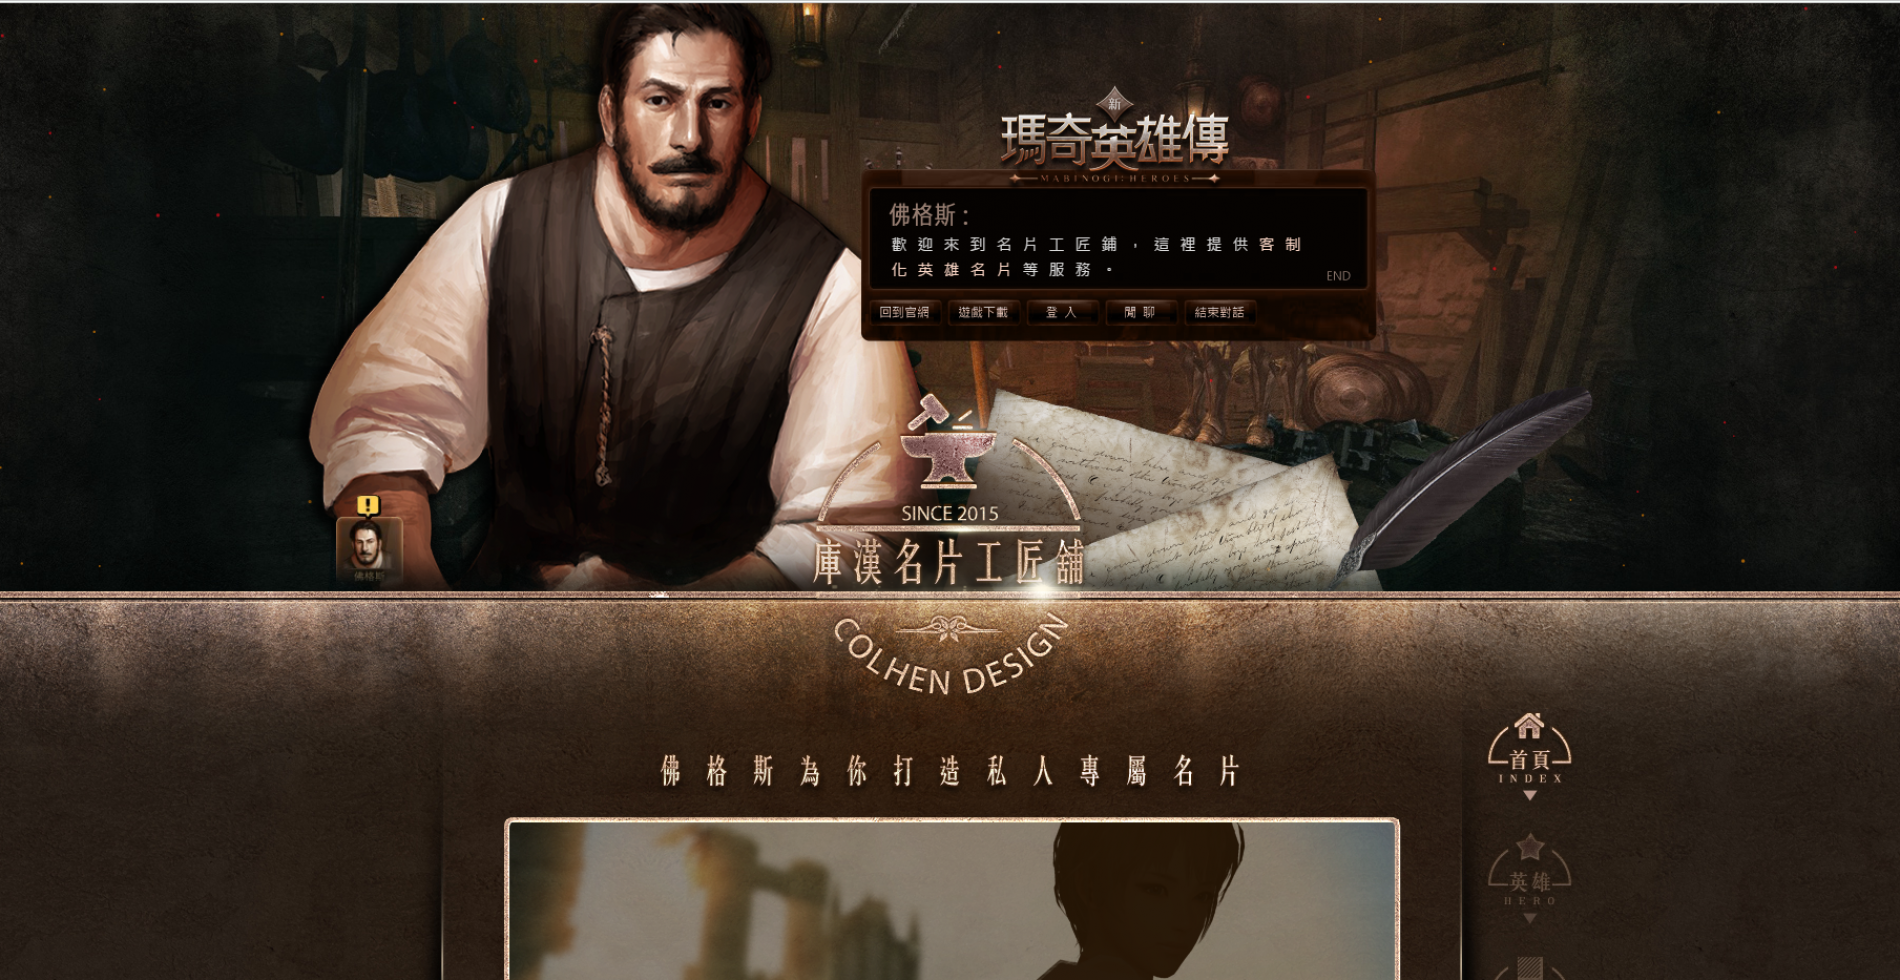 新
瑪奇英雄傳
MABINOGI:HEROES
佛格斯：
歡迎來到名片工匠鋪，這裡提供客制
化英雄名片等服務。
END
回到官網 遊戲下載 登入 閒聊 結束對話
SINCE 2015
庫漢名片工匠舖
COLHEN DESIGN
佛格斯
佛格斯為你打造私人專屬名片
首頁
INDEX
英雄
HERO